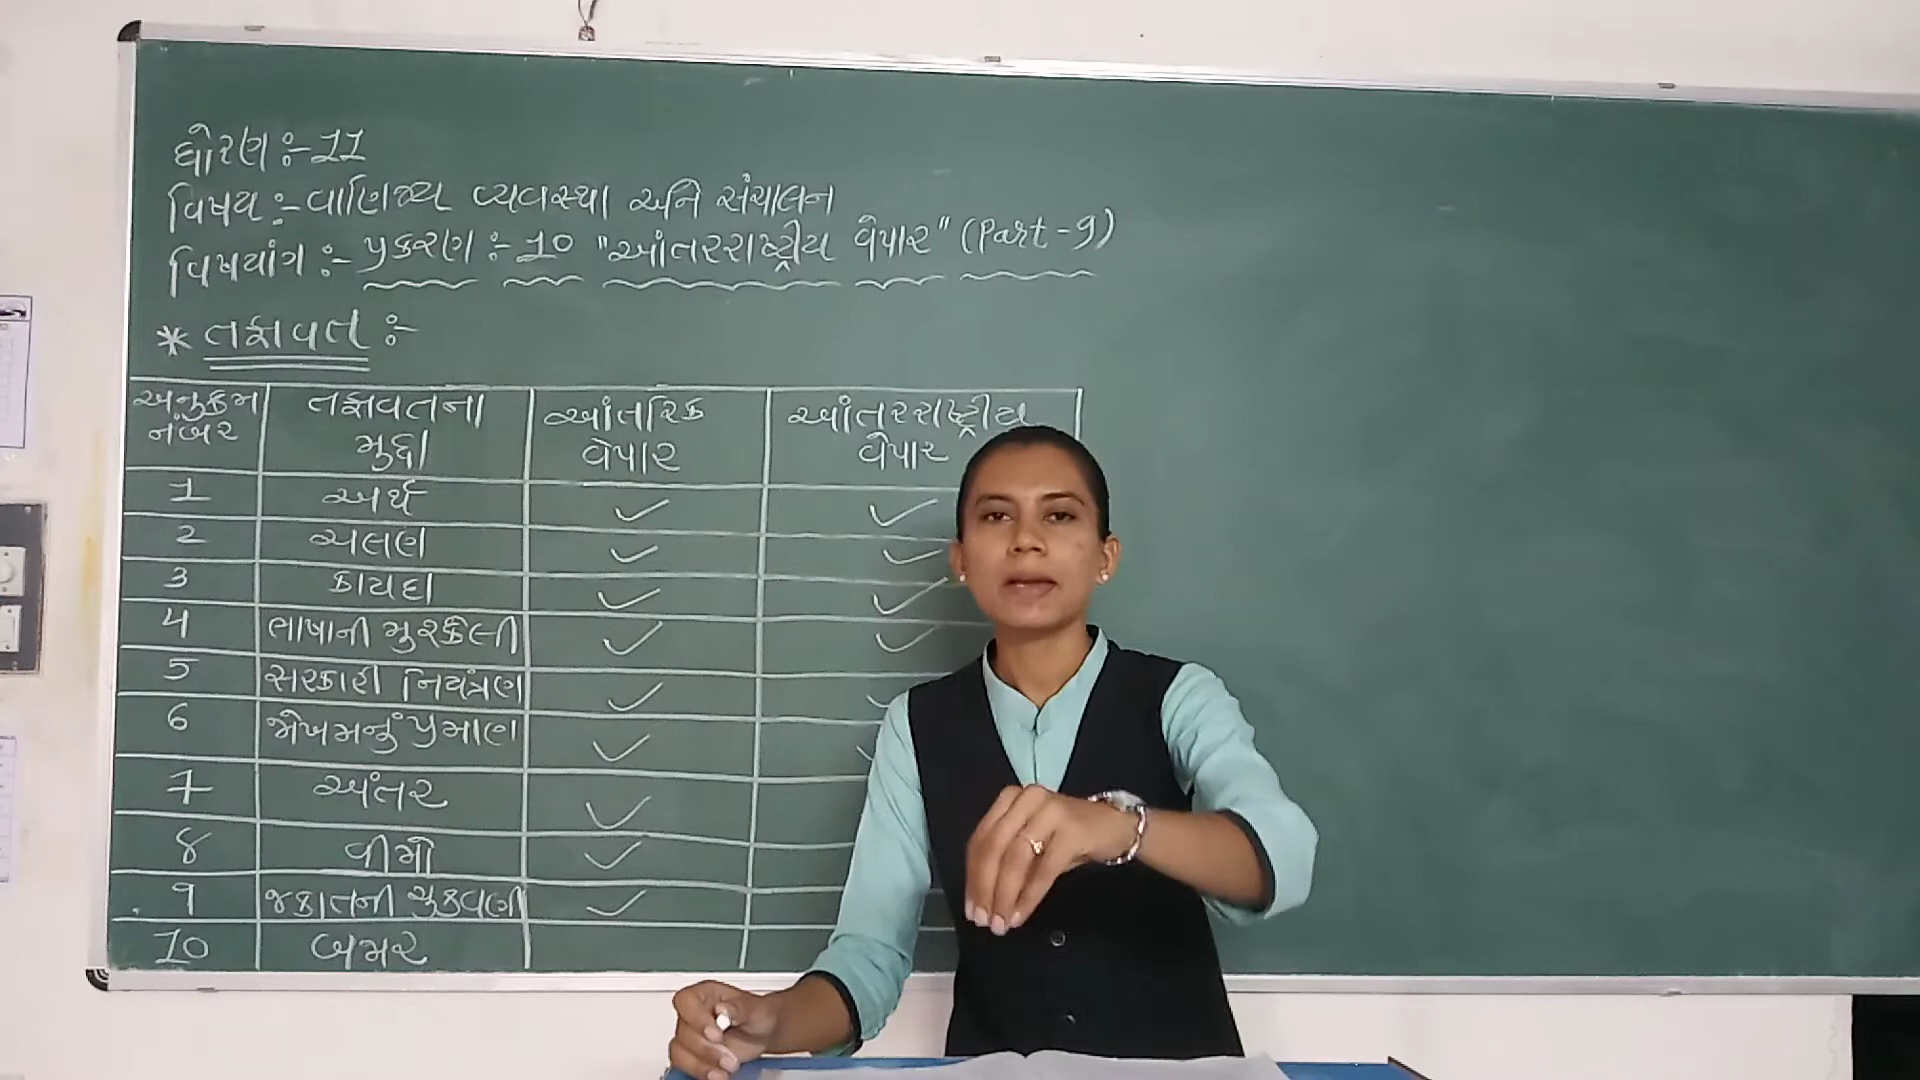 ધોરણ :- 11
વિષય :- વાણિજ્ય વ્યવસ્થા અને સંચાલન
વિષયાંગ :- પ્રકરણ :- 10 "આંતરરાષ્ટ્રીય વેપાર" (Part-9)
* તફાવત :-
અનુક્રમ નંબર તફાવતના મુદ્દા આંતરિક વેપાર આંતરરાષ્ટ્રીય વેપાર
1 અર્થ ✓ ✓
2 ચલણ ✓ ✓
3 કાયદા ✓ ✓
4 ભાષાની મુશ્કેલી ✓ ✓
5 સરકારી નિયંત્રણ ✓ ✓
6 જોખમનું પ્રમાણ ✓ ✓
7 અંતર ✓
8 વીમો ✓
9 જકાતની ચુકવણી ✓
10 બજાર